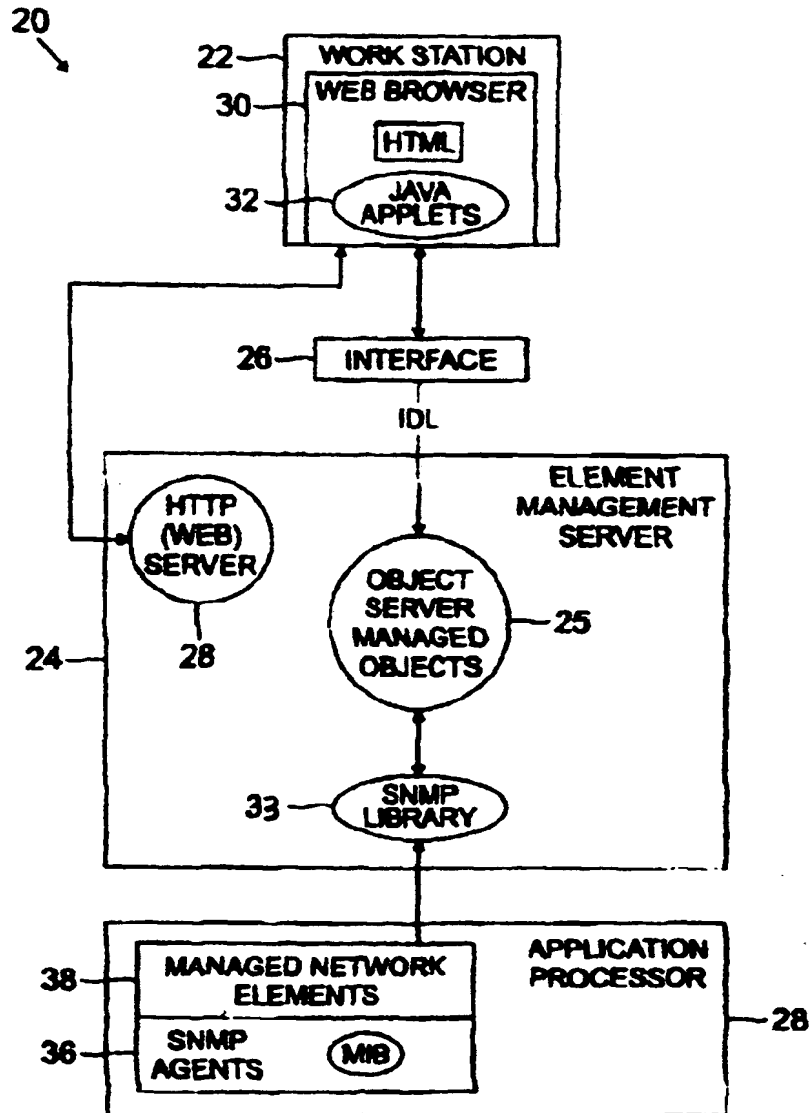 20
22
WORK STATION
30
WEB BROWSER
HTML
32
JAVA
APPLETS
26
INTERFACE
IDL
ELEMENT
MANAGEMENT
SERVER
HTTP
(WEB)
SERVER
28
OBJECT
SERVER
MANAGED
OBJECTS
25
24
33
SNMP
LIBRARY
38
MANAGED NETWORK
ELEMENTS
APPLICATION
PROCESSOR
28
36
SNMP
AGENTS
MIB